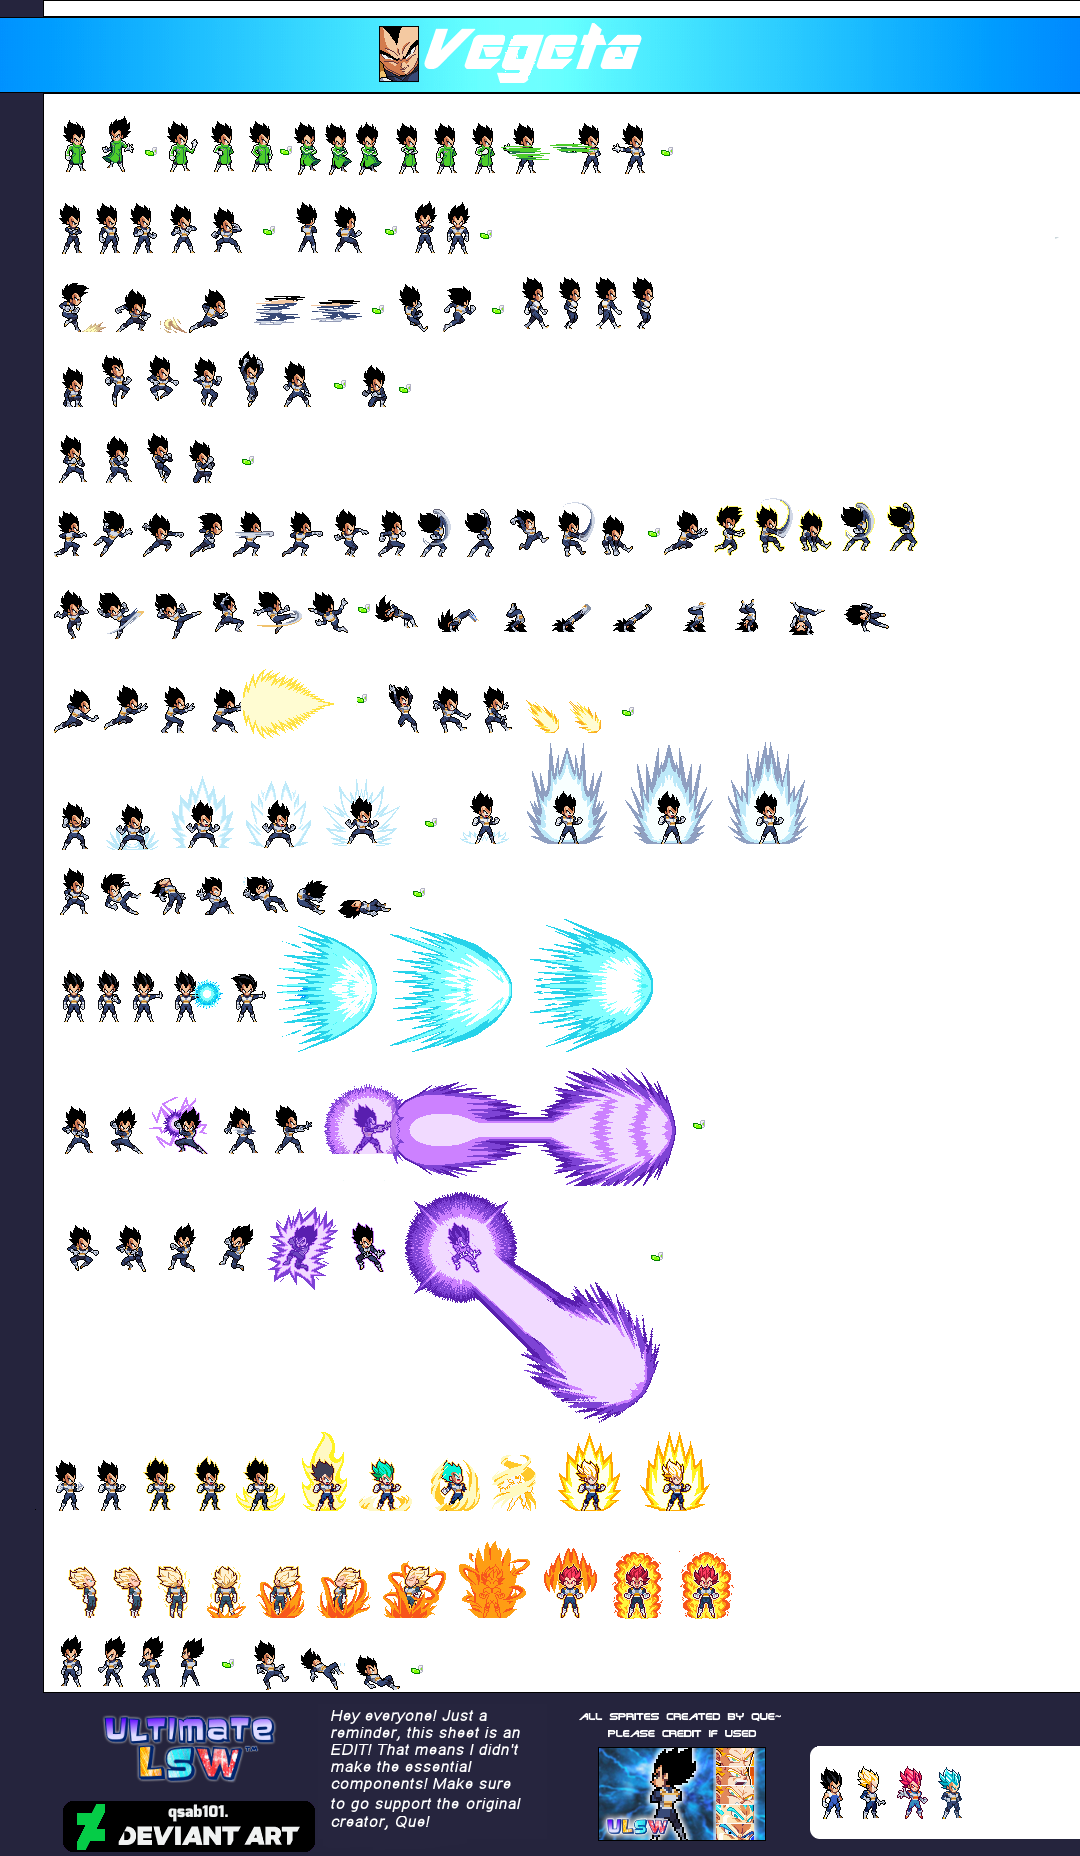 Vegeta
ULTIMATE
LSW™
qsab101.
DEVIANT ART
Hey everyone! Just a
reminder, this sheet is an
EDIT! That means I didn't
make the essential
components! Make sure
to go support the original
creator, Que!
ALL SPRITES CREATED BY QUE~
PLEASE CREDIT IF USED
ULSW